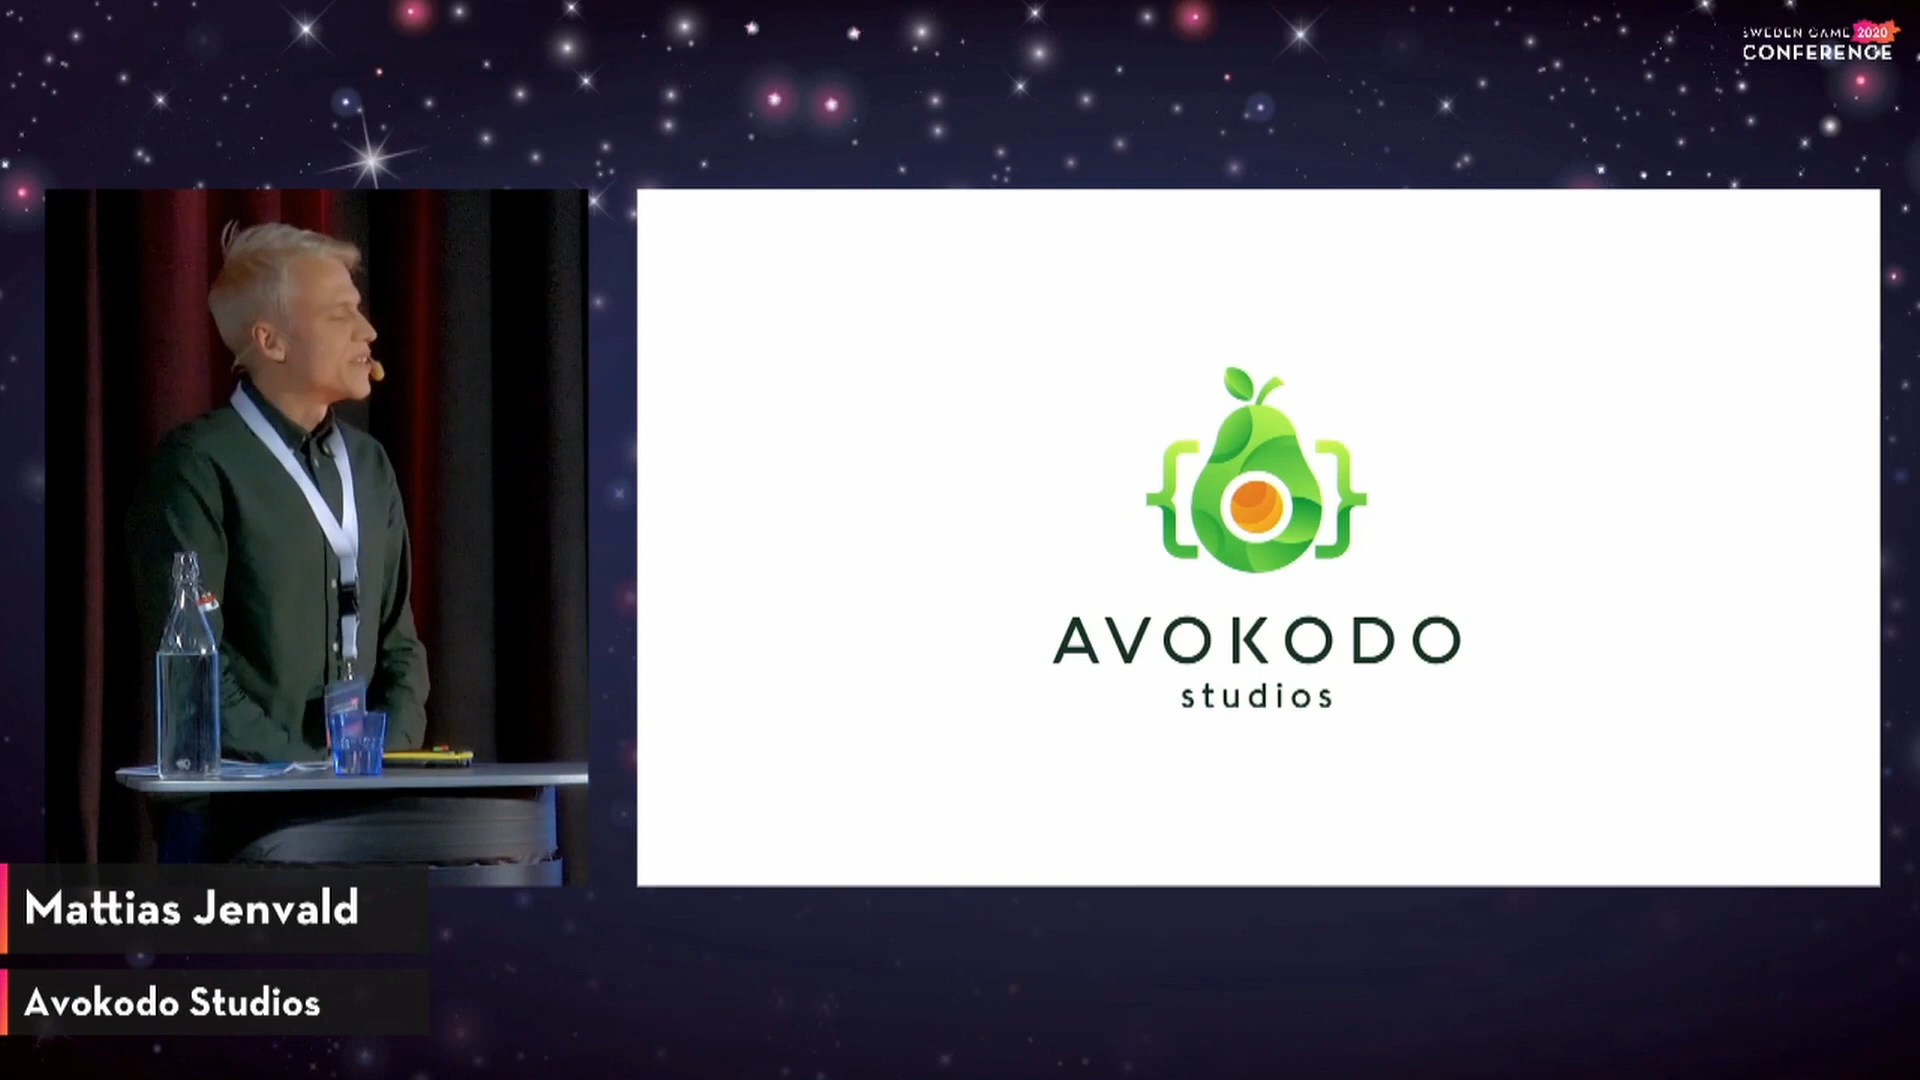 SWEDEN GAME 2020
CONFERENCE
AVOKODO
studios
Mattias Jenvald
Avokodo Studios